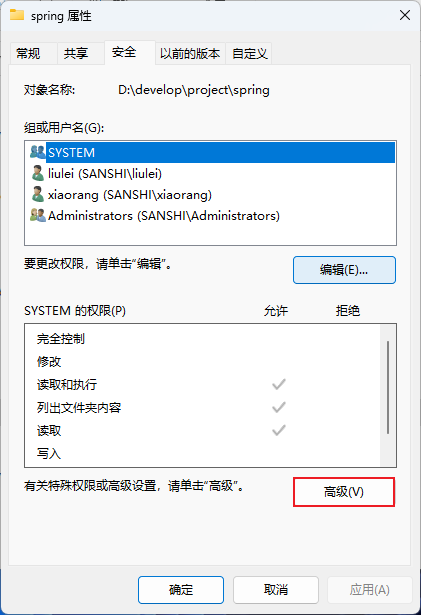 spring 属性
常规 共享 安全 以前的版本 自定义
对象名称: D:\develop\project\spring
组或用户名(G):
SYSTEM
liulei (SANSHI\liulei)
xiaorang (SANSHI\xiaorang)
Administrators (SANSHI\Administrators)
要更改权限，请单击“编辑”。
编辑(E)...
SYSTEM 的权限(P) 允许 拒绝
完全控制
修改
读取和执行
列出文件夹内容
读取
写入
有关特殊权限或高级设置，请单击“高级”。
高级(V)
确定 取消 应用(A)